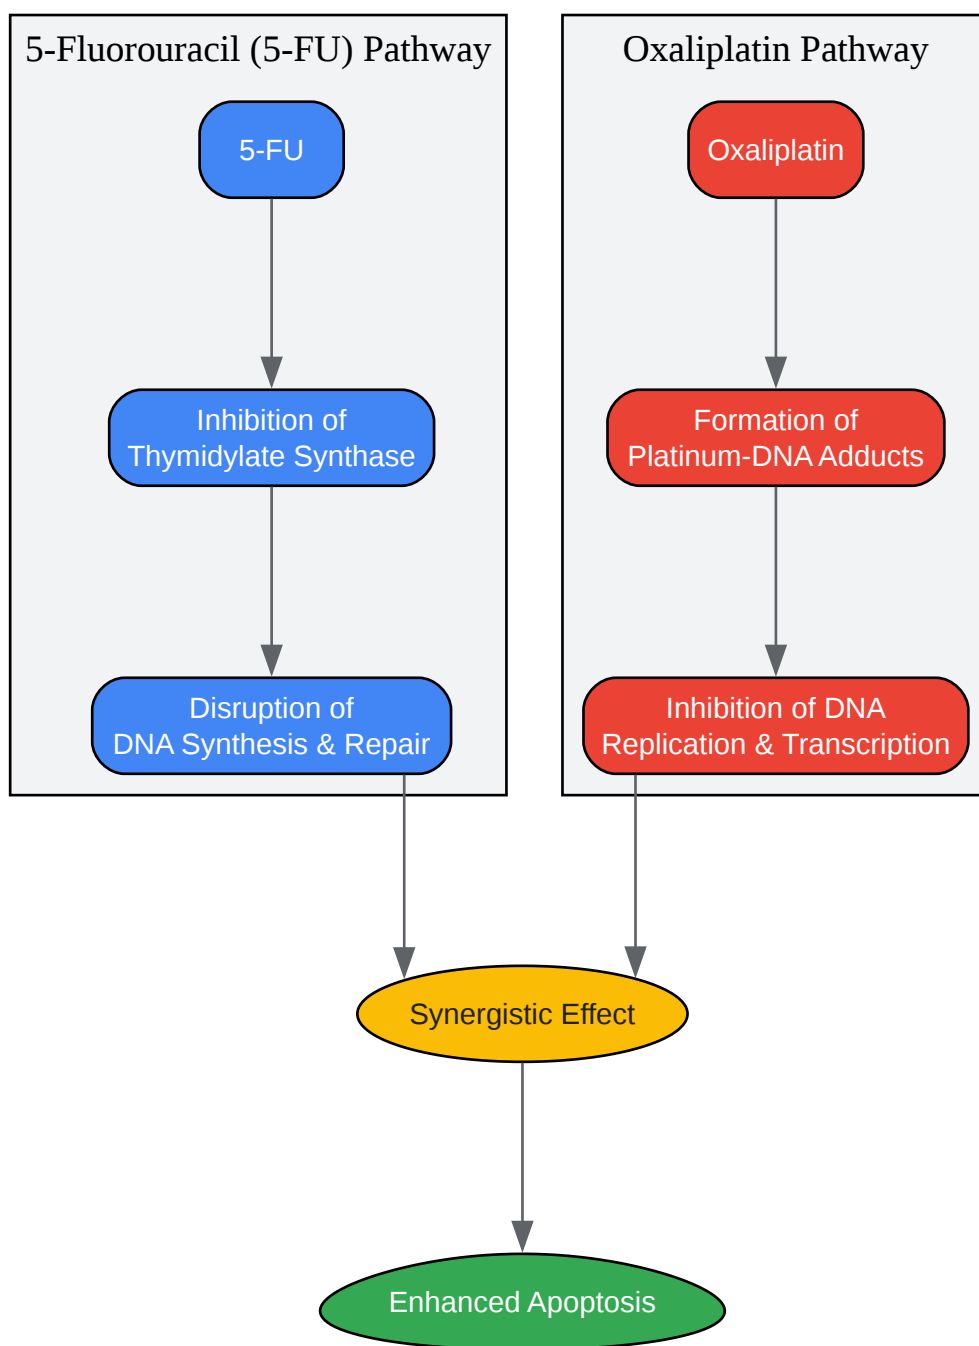 5-Fluorouracil (5-FU) Pathway
5-FU
Inhibition of
Thymidylate Synthase
Disruption of
DNA Synthesis & Repair
Oxaliplatin Pathway
Oxaliplatin
Formation of
Platinum-DNA Adducts
Inhibition of DNA
Replication & Transcription
Synergistic Effect
Enhanced Apoptosis